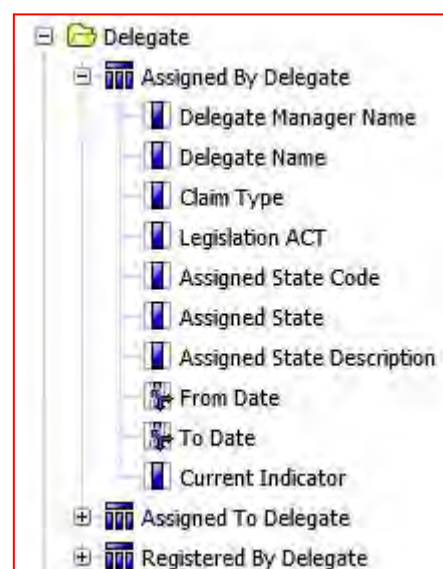 Delegate
Assigned By Delegate
Delegate Manager Name
Delegate Name
Claim Type
Legislation ACT
Assigned State Code
Assigned State
Assigned State Description
From Date
To Date
Current Indicator
Assigned To Delegate
Registered By Delegate